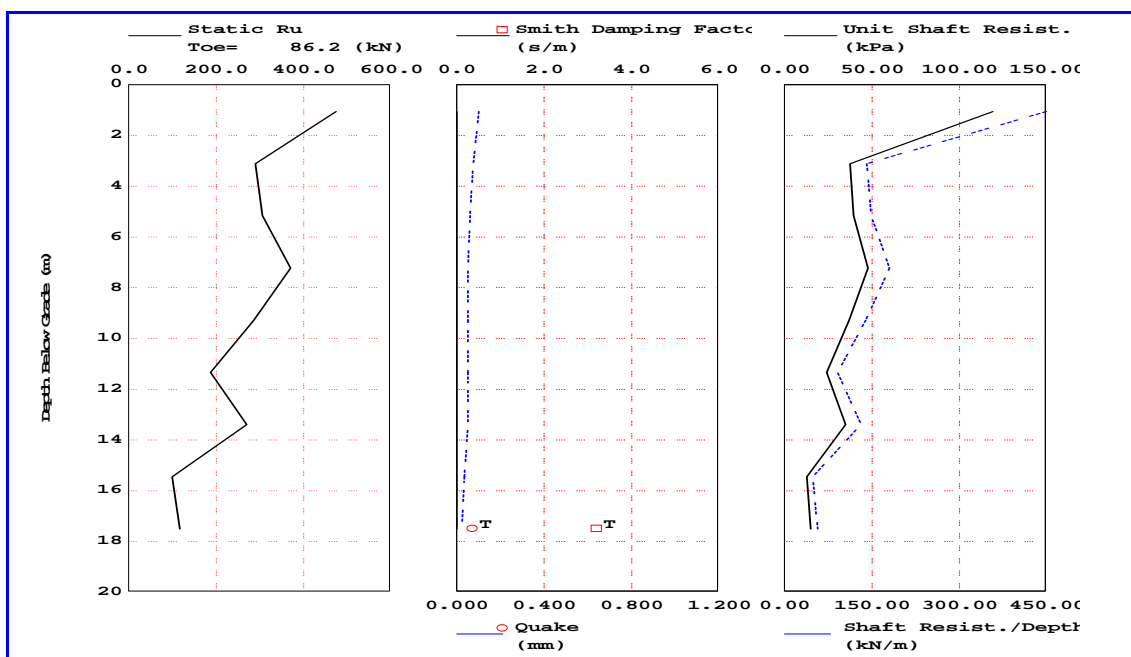 Static Ru
Toe= 86.2 (kN)
0.0 200.0 400.0 600.0
Smith Damping Facto
(s/m)
0.0 2.0 4.0 6.0
Unit Shaft Resist.
(kPa)
0.00 50.00 100.00 150.00
Depth Below Grade (m)
0
2
4
6
8
10
12
14
16
18
20
T
T
0.000 0.400 0.800 1.200
Quake
(mm)
0.00 150.00 300.00 450.00
Shaft Resist./Depth
(kN/m)